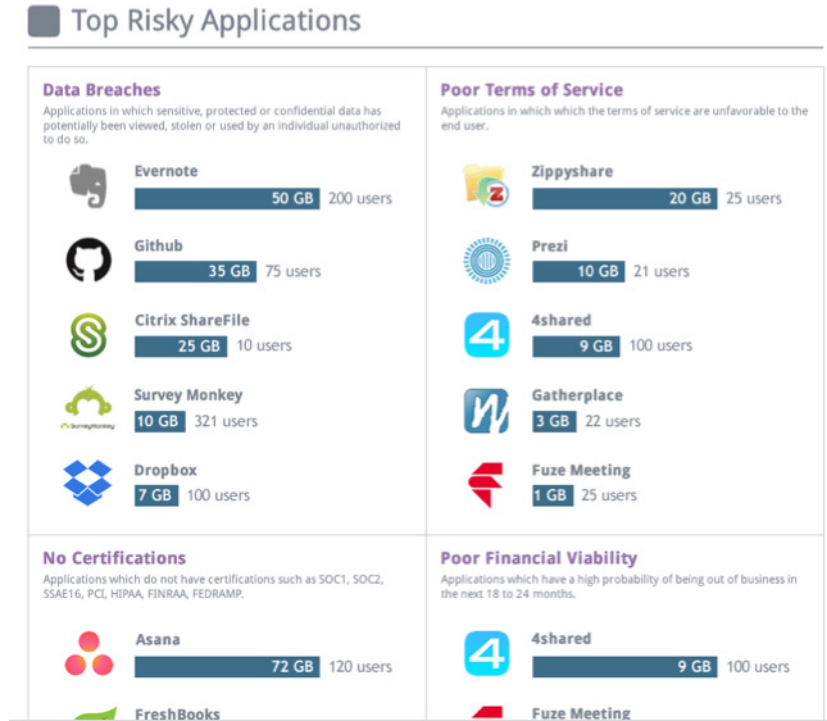 Top Risky Applications
Data Breaches
Applications in which sensitive, protected or confidential data has
potentially been viewed, stolen or used by an individual unauthorized
to do so.
Evernote
50 GB 200 users
Github
35 GB 75 users
Citrix ShareFile
25 GB 10 users
Survey Monkey
SurveyMonkey
10 GB 321 users
Dropbox
7 GB 100 users
Poor Terms of Service
Applications in which which the terms of service are unfavorable to the
end user.
Zippyshare
Z
20 GB 25 users
Prezi
10 GB 21 users
4shared
4
9 GB 100 users
Gatherplace
3 GB 22 users
Fuze Meeting
1 GB 25 users
No Certifications
Applications which do not have certifications such as SOC1, SOC2,
SSAE16, PCI, HIPAA, FINRAA, FEDRAMP.
Asana
72 GB 120 users
FreshBooks
Poor Financial Viability
Applications which have a high probability of being out of business in
the next 18 to 24 months.
4shared
4
9 GB 100 users
Fuze Meeting